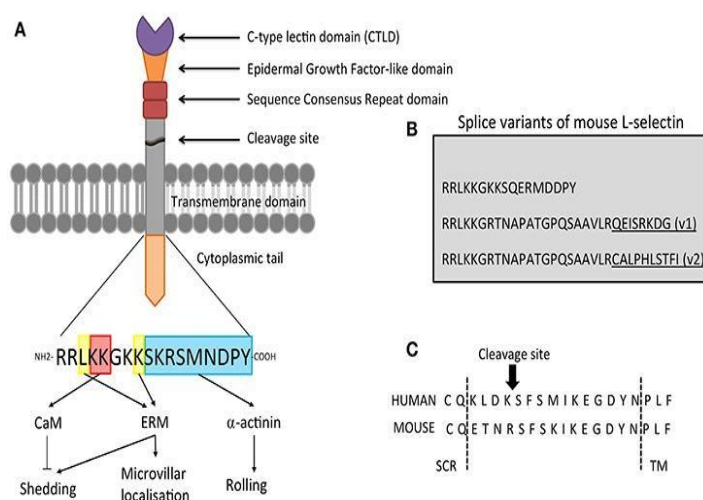 A
C-type lectin domain (CTLD)
Epidermal Growth Factor-like domain
Sequence Consensus Repeat domain
Cleavage site
Transmembrane domain
Cytoplasmic tail
NH2- RRLKKGKKSKRSMNDPY -COOH
CaM ERM α-actinin
Shedding Microvillar localisation Rolling
B
Splice variants of mouse L-selectin
RRLKKGKKSQERMDDPY
RRLKKGRTNAPATGPQSAAVLRQEISRKDG (v1)
RRLKKGRTNAPATGPQSAAVLRCALPHLSTFI (v2)
C
Cleavage site
HUMAN C Q K L D K S F S M I K E G D Y N P L F
MOUSE C Q E T N R S F S K I K E G D Y N P L F
SCR TM